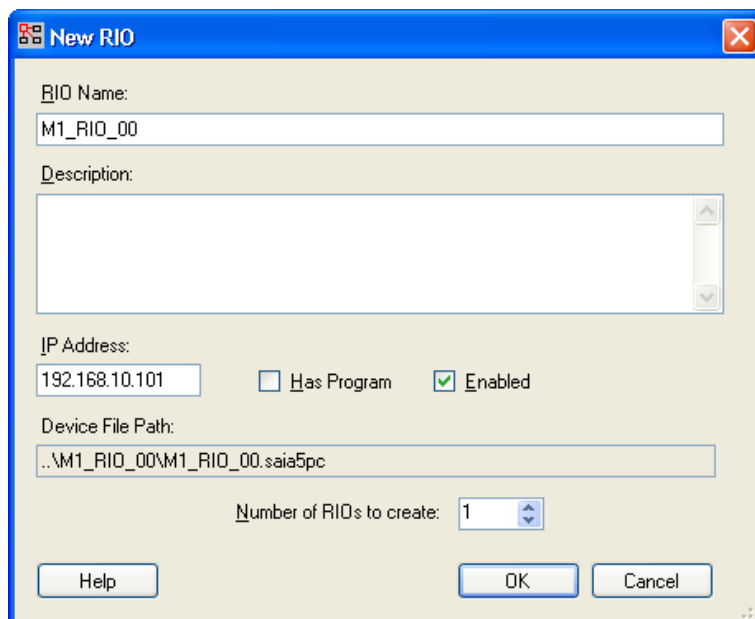 New RIO
RIO Name:
M1_RIO_00
Description:
IP Address:
192.168.10.101
Has Program
Enabled
Device File Path:
..\M1_RIO_00\M1_RIO_00.saia5pc
Number of RIOs to create:
1
Help
OK
Cancel